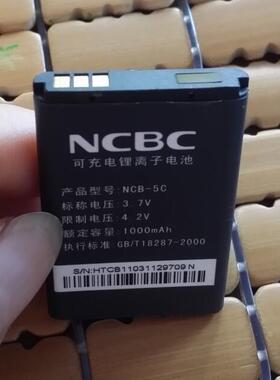 NCBC
可充电锂离子电池
产品型号: NCB-5C
标称电压: 3.7V
限制电压: 4.2V
额定容量: 1000mAh
执行标准: GB/T18287-2000
S/N:HTCB11031129709 N